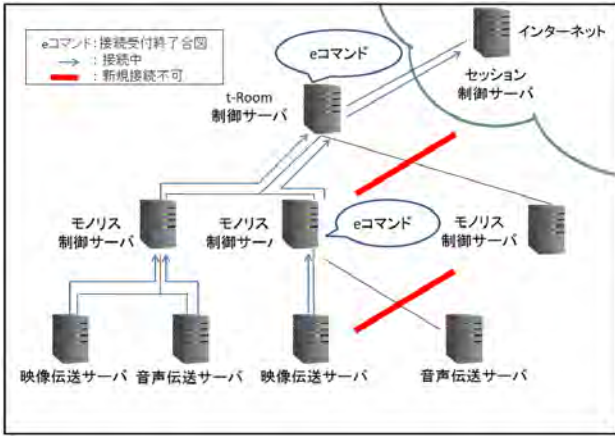 eコマンド:接続受付終了合図
:接続中
:新規接続不可
インターネット
eコマンド
セッション
制御サーバ
t-Room
制御サーバ
モノリス
制御サーバ
モノリス
制御サーバ
eコマンド
モノリス
制御サーバ
映像伝送サーバ
音声伝送サーバ
映像伝送サーバ
音声伝送サーバ